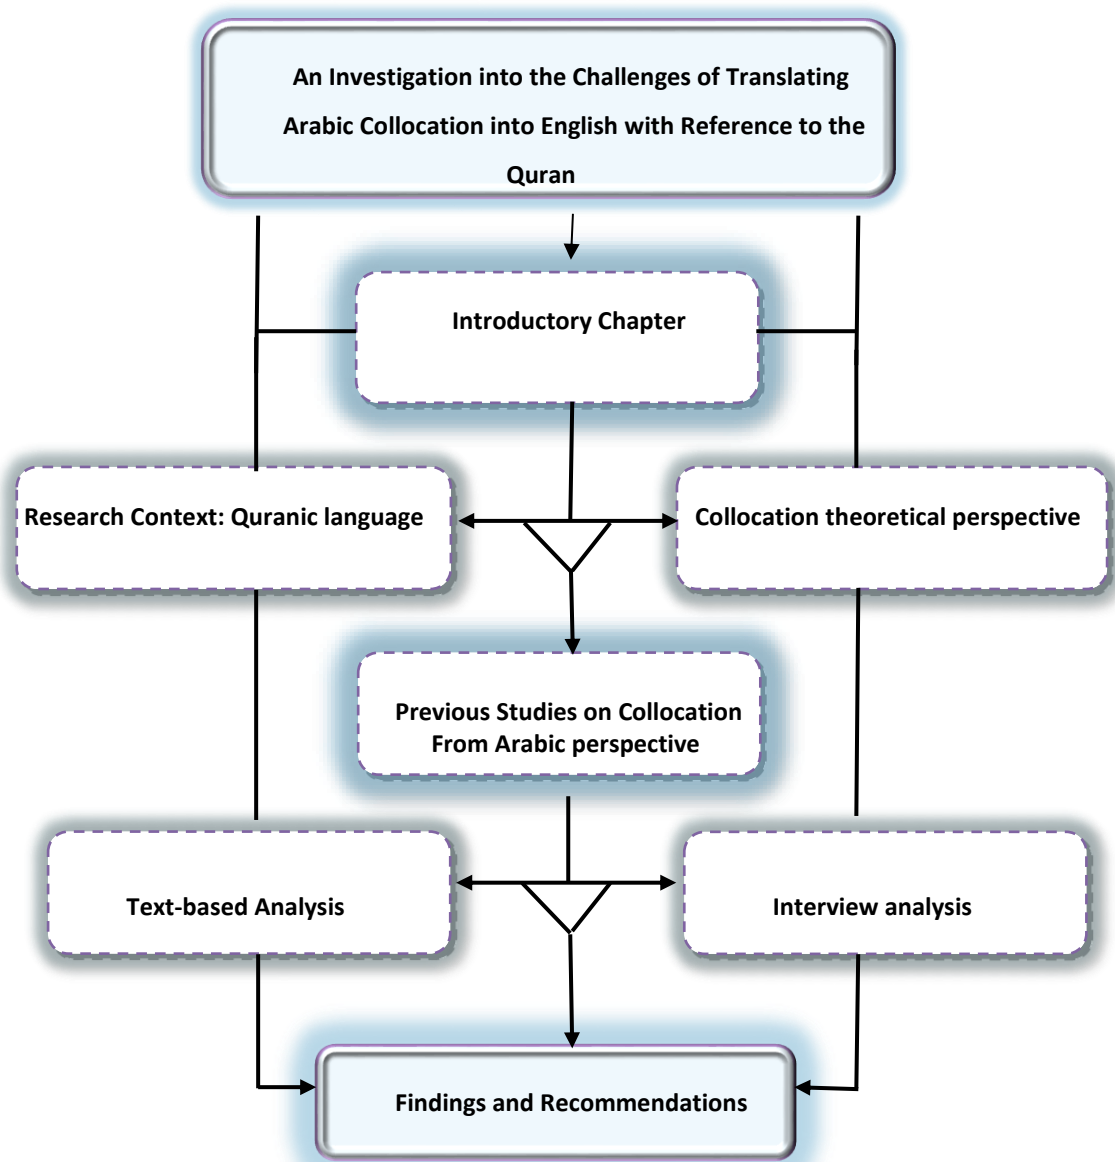 An Investigation into the Challenges of Translating
Arabic Collocation into English with Reference to the
Quran
Introductory Chapter
Research Context: Quranic language
Collocation theoretical perspective
Previous Studies on Collocation
From Arabic perspective
Text-based Analysis
Interview analysis
Findings and Recommendations